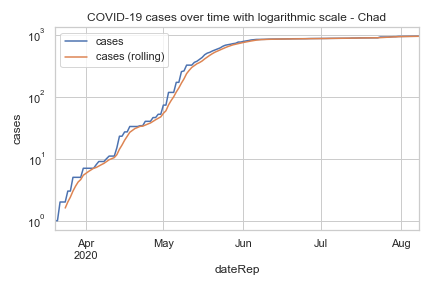 COVID-19 cases over time with logarithmic scale - Chad
cases
cases (rolling)
10³
10²
10¹
10⁰
cases
Apr
2020
May
Jun
Jul
Aug
dateRep